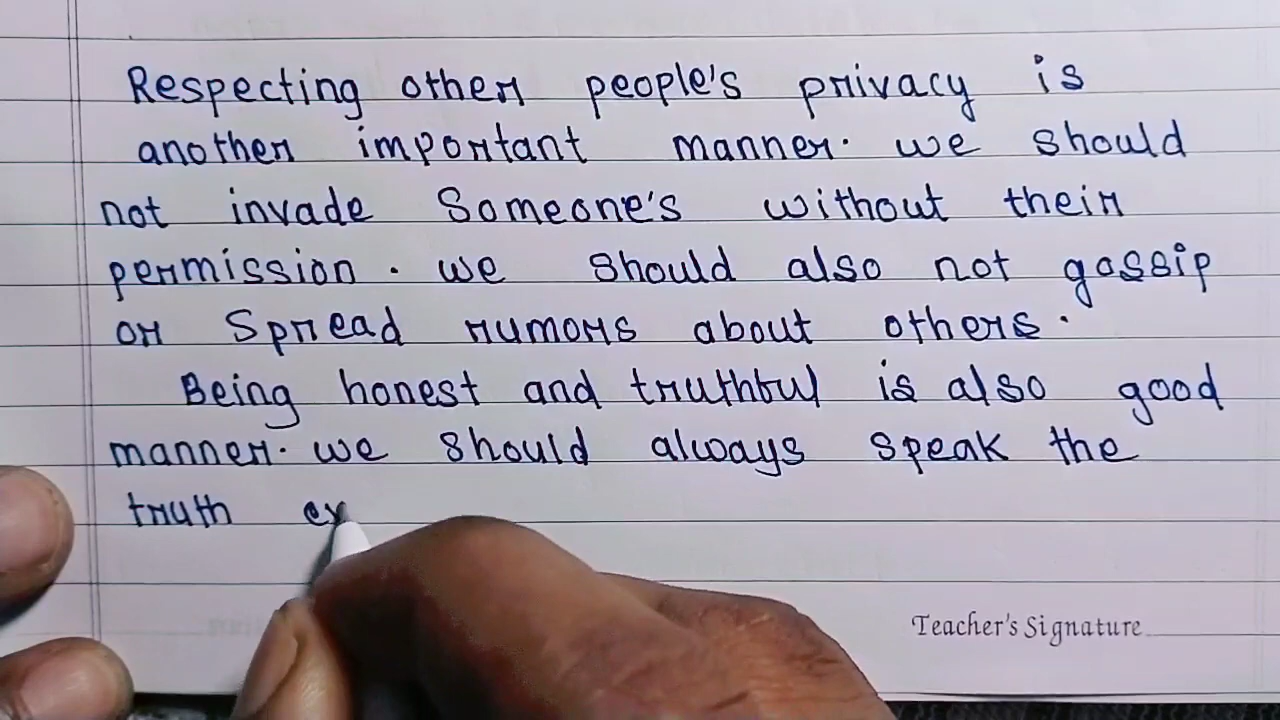 Respecting other people's privacy is
another important manner. we should
not invade Someone's without their
permission. we should also not gossip
or Spread rumors about others.
Being honest and truthful is also good
manner. we should always speak the
truth
Teacher's Signature